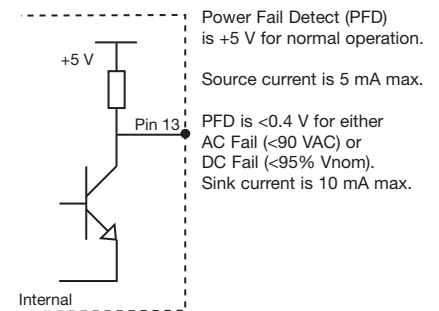 Power Fail Detect (PFD)
is +5 V for normal operation.
+5 V
Source current is 5 mA max.
Pin 13
PFD is <0.4 V for either
AC Fail (<90 VAC) or
DC Fail (<95% Vnom).
Sink current is 10 mA max.
Internal